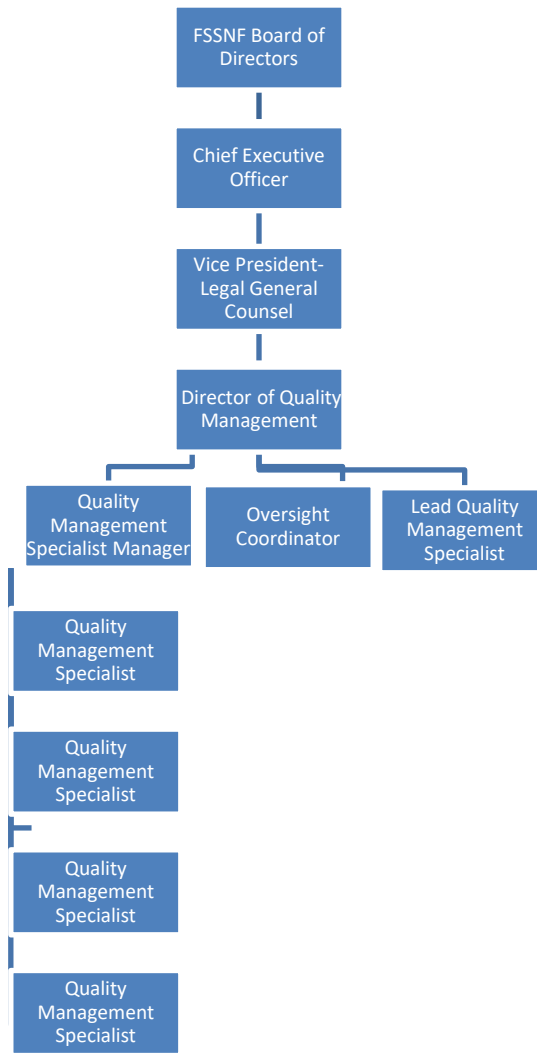 FSSNF Board of
Directors
Chief Executive
Officer
Vice President-
Legal General
Counsel
Director of Quality
Management
Quality
Management
Specialist Manager
Oversight
Coordinator
Lead Quality
Management
Specialist
Quality
Management
Specialist
Quality
Management
Specialist
Quality
Management
Specialist
Quality
Management
Specialist